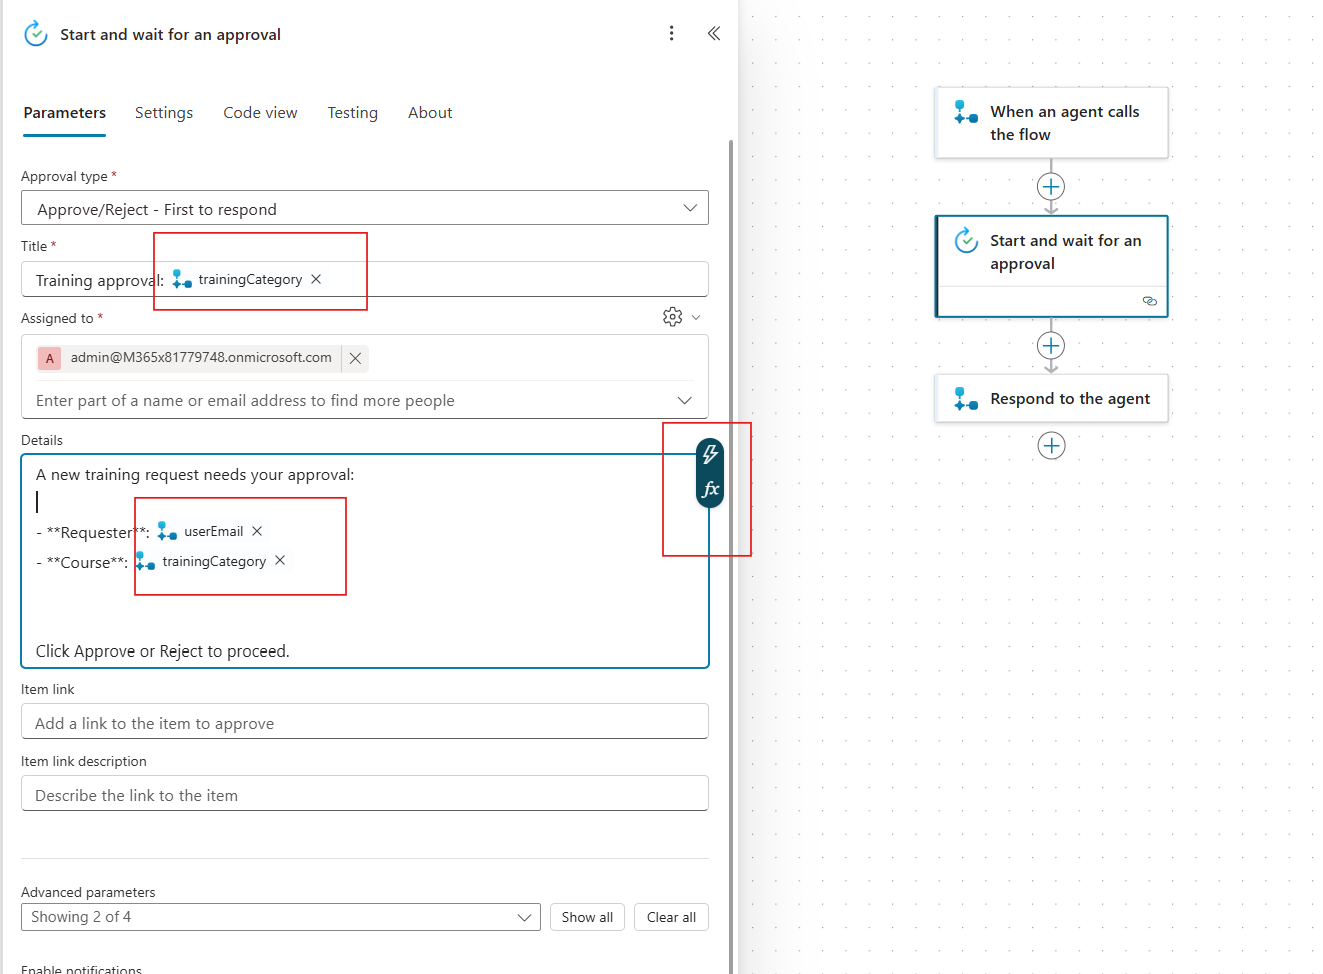 Start and wait for an approval
Parameters Settings Code view Testing About
Approval type *
Approve/Reject - First to respond
Title *
Training approval: trainingCategory
Assigned to *
A admin@M365x81779748.onmicrosoft.com
Enter part of a name or email address to find more people
Details
A new training request needs your approval:
- **Requester**: userEmail
- **Course**: trainingCategory
Click Approve or Reject to proceed.
fx
Item link
Add a link to the item to approve
Item link description
Describe the link to the item
Advanced parameters
Showing 2 of 4 Show all Clear all
Enable notifications
When an agent calls
the flow
Start and wait for an
approval
Respond to the agent